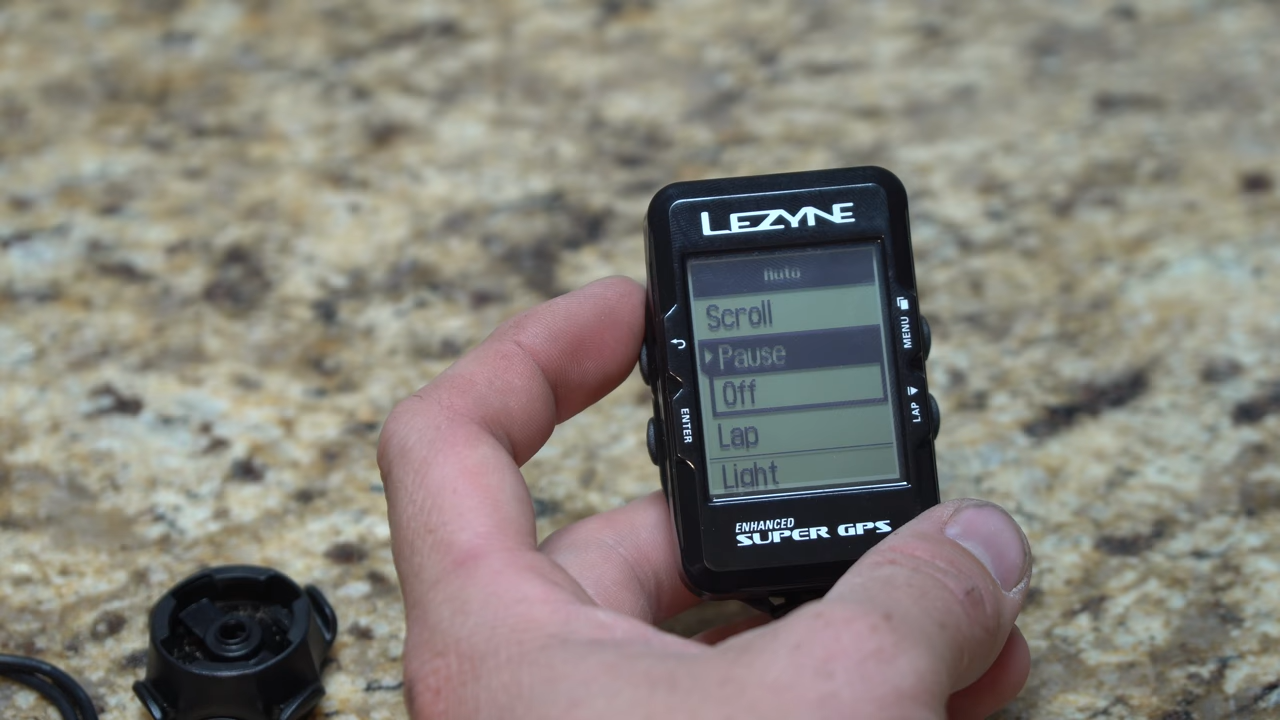 LEZYNE
Auto
Scroll
Pause
Off
Lap
Light
MENU
LAP
ENTER
ENHANCED
SUPER GPS